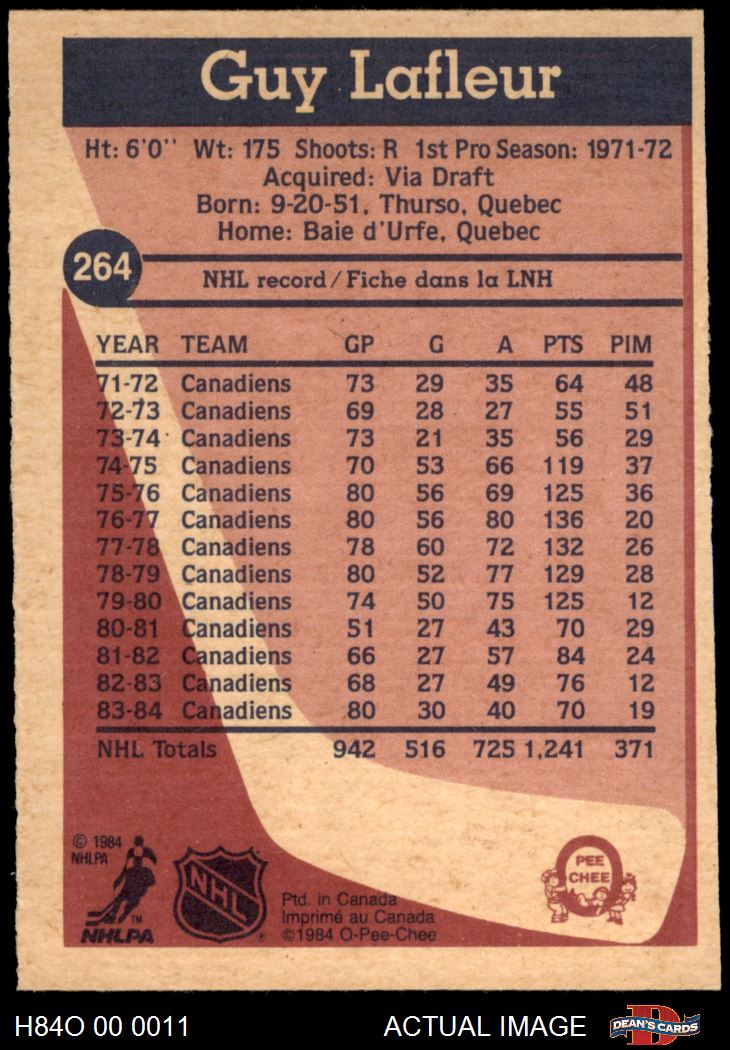 Guy Lafleur
Ht: 6'0'' Wt: 175 Shoots: R 1st Pro Season: 1971-72
Acquired: Via Draft
Born: 9-20-51, Thurso, Quebec
Home: Baie d'Urfe, Quebec
264
NHL record/Fiche dans la LNH
YEAR TEAM GP G A PTS PIM
71-72 Canadiens 73 29 35 64 48
72-73 Canadiens 69 28 27 55 51
73-74 Canadiens 73 21 35 56 29
74-75 Canadiens 70 53 66 119 37
75-76 Canadiens 80 56 69 125 36
76-77 Canadiens 80 56 80 136 20
77-78 Canadiens 78 60 72 132 26
78-79 Canadiens 80 52 77 129 28
79-80 Canadiens 74 50 75 125 12
80-81 Canadiens 51 27 43 70 29
81-82 Canadiens 66 27 57 84 24
82-83 Canadiens 68 27 49 76 12
83-84 Canadiens 80 30 40 70 19
NHL Totals 942 516 725 1,241 371
© 1984
NHLPA
TM
NHLPA
NHL
®
Ptd. in Canada
Imprimé au Canada
©1984 O-Pee-Chee
PEE
CHEE
H84O 00 0011 ACTUAL IMAGE
DEAN'S CARDS